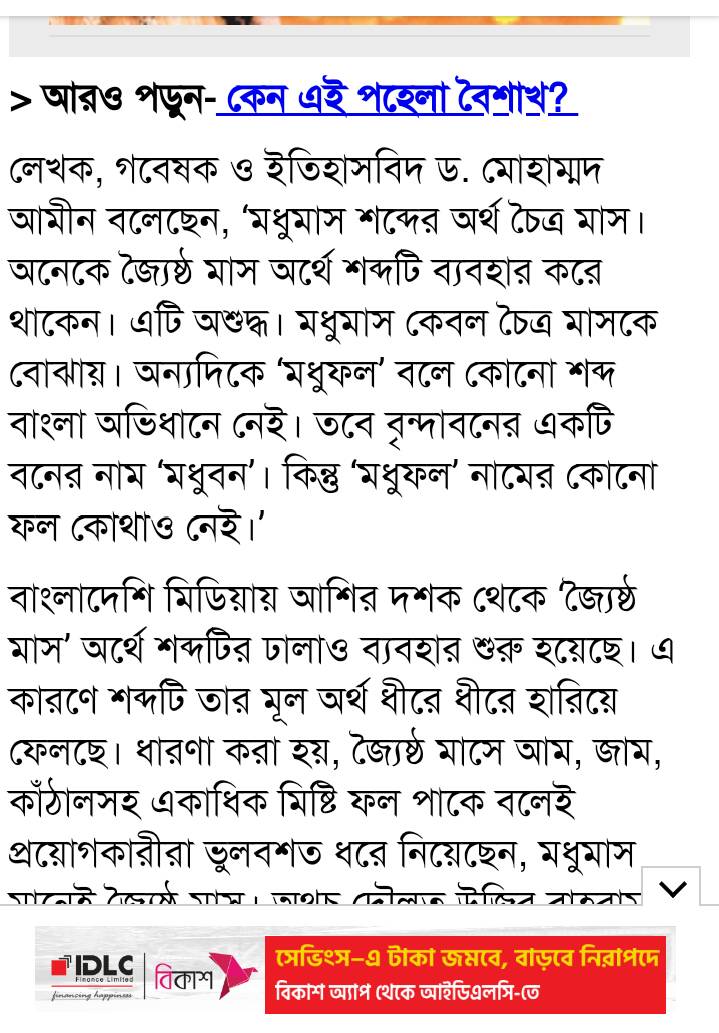 > আরও পড়ুন- কেন এই পহেলা বৈশাখ?
লেখক, গবেষক ও ইতিহাসবিদ ড. মোহাম্মদ
আমীন বলেছেন, ‘মধুমাস শব্দের অর্থ চৈত্র মাস।
অনেকে জ্যৈষ্ঠ মাস অর্থে শব্দটি ব্যবহার করে
থাকেন। এটি অশুদ্ধ। মধুমাস কেবল চৈত্র মাসকে
বোঝায়। অন্যদিকে ‘মধুফল’ বলে কোনো শব্দ
বাংলা অভিধানে নেই। তবে বৃন্দাবনের একটি
বনের নাম ‘মধুবন’। কিন্তু ‘মধুফল’ নামের কোনো
ফল কোথাও নেই।’
বাংলাদেশি মিডিয়ায় আশির দশক থেকে ‘জ্যৈষ্ঠ
মাস’ অর্থে শব্দটির ঢালাও ব্যবহার শুরু হয়েছে। এ
কারণে শব্দটি তার মূল অর্থ ধীরে ধীরে হারিয়ে
ফেলছে। ধারণা করা হয়, জ্যৈষ্ঠ মাসে আম, জাম,
কাঁঠালসহ একাধিক মিষ্টি ফল পাকে বলেই
প্রয়োগকারীরা ভুলবশত ধরে নিয়েছেন, মধুমাস
মানেই জ্যৈষ্ঠ মাস। অথচ দৌলত উজির বাহরাম
IDLC
Finance Limited
financing happiness
বিকাশ
সেভিংস–এ টাকা জমবে, বাড়বে নিরাপদে
বিকাশ অ্যাপ থেকে আইডিএলসি-তে